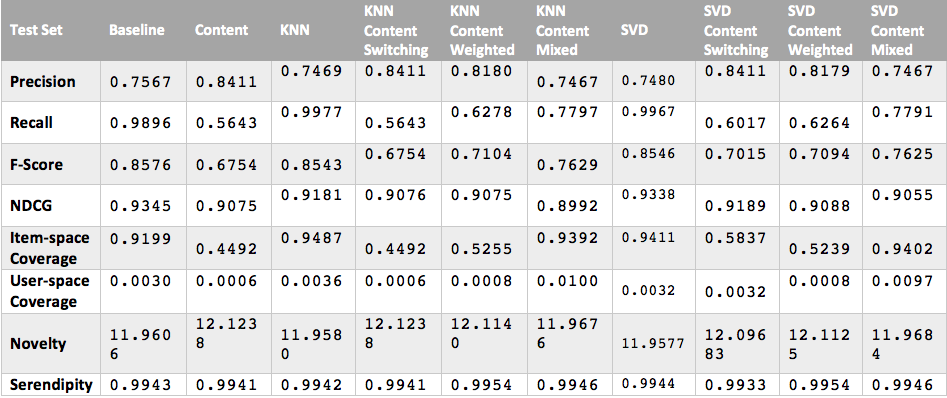 Test Set Baseline Content KNN KNN Content Switching KNN Content Weighted KNN Content Mixed SVD SVD Content Switching SVD Content Weighted SVD Content Mixed
Precision 0.7567 0.8411 0.7469 0.8411 0.8180 0.7467 0.7480 0.8411 0.8179 0.7467
Recall 0.9896 0.5643 0.9977 0.5643 0.6278 0.7797 0.9967 0.6017 0.6264 0.7791
F-Score 0.8576 0.6754 0.8543 0.6754 0.7104 0.7629 0.8546 0.7015 0.7094 0.7625
NDCG 0.9345 0.9075 0.9181 0.9076 0.9075 0.8992 0.9338 0.9189 0.9088 0.9055
Item-space Coverage 0.9199 0.4492 0.9487 0.4492 0.5255 0.9392 0.9411 0.5837 0.5239 0.9402
User-space Coverage 0.0030 0.0006 0.0036 0.0006 0.0008 0.0100 0.0032 0.0032 0.0008 0.0097
Novelty 11.9606 12.1238 11.9580 12.1238 12.1140 11.9676 11.9577 12.09683 12.1125 11.9684
Serendipity 0.9943 0.9941 0.9942 0.9941 0.9954 0.9946 0.9944 0.9933 0.9954 0.9946